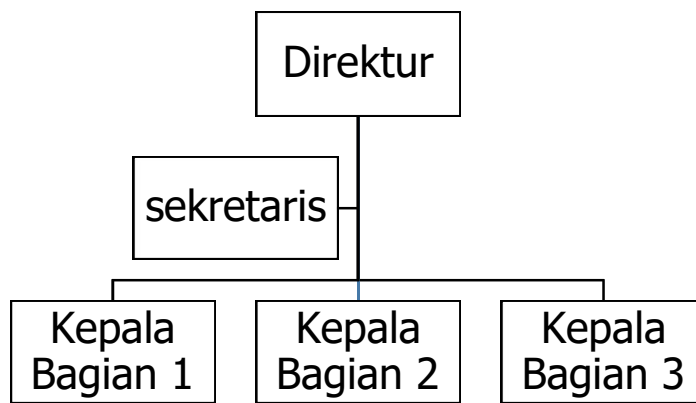 Direktur
sekretaris
Kepala
Bagian 1
Kepala
Bagian 2
Kepala
Bagian 3